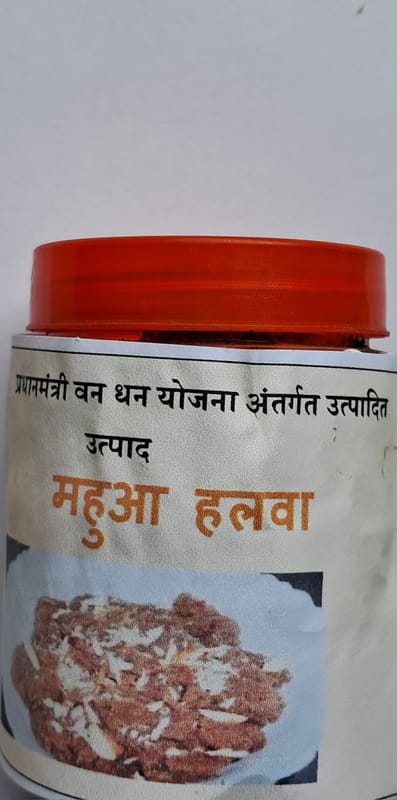 प्रधानमंत्री वन धन योजना अंतर्गत उत्पादित
उत्पाद
महुआ हलवा